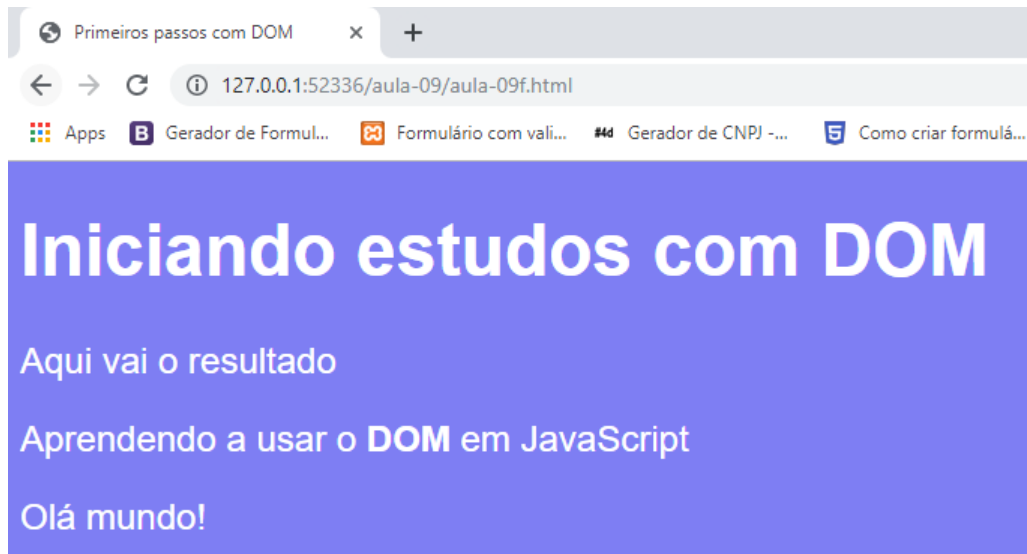 Primeiros passos com DOM
127.0.0.1:52336/aula-09/aula-09f.html
Apps B Gerador de Formul... Formulário com vali... #4d Gerador de CNPJ -... 5 Como criar formulá...
Iniciando estudos com DOM
Aqui vai o resultado
Aprendendo a usar o DOM em JavaScript
Olá mundo!